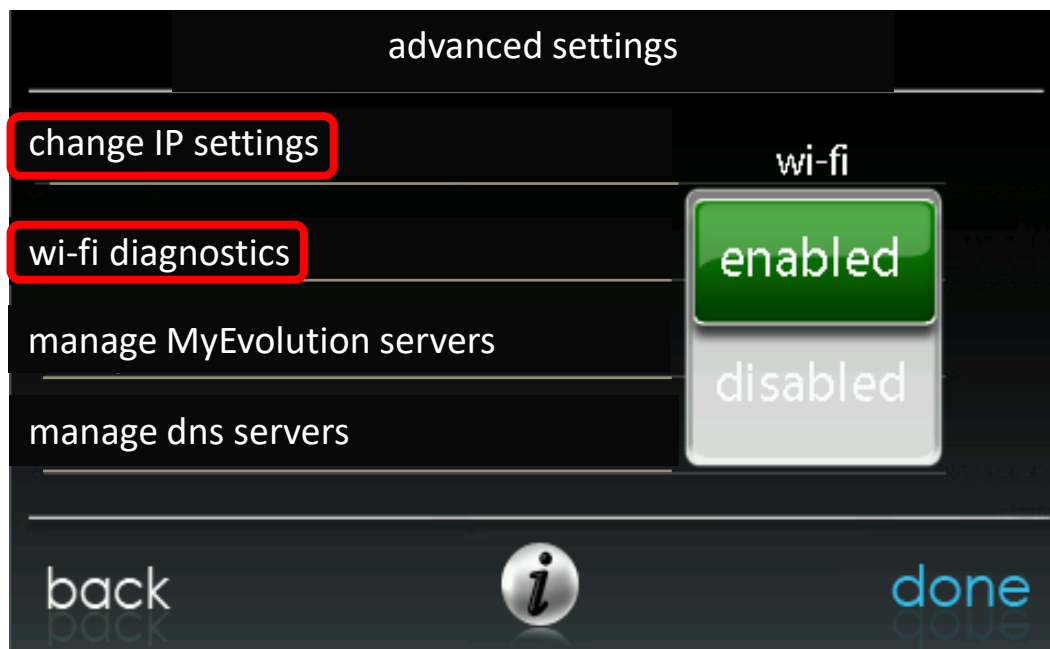 advanced settings
change IP settings
wi-fi
wi-fi diagnostics
enabled
manage MyEvolution servers
disabled
manage dns servers
back
i
done